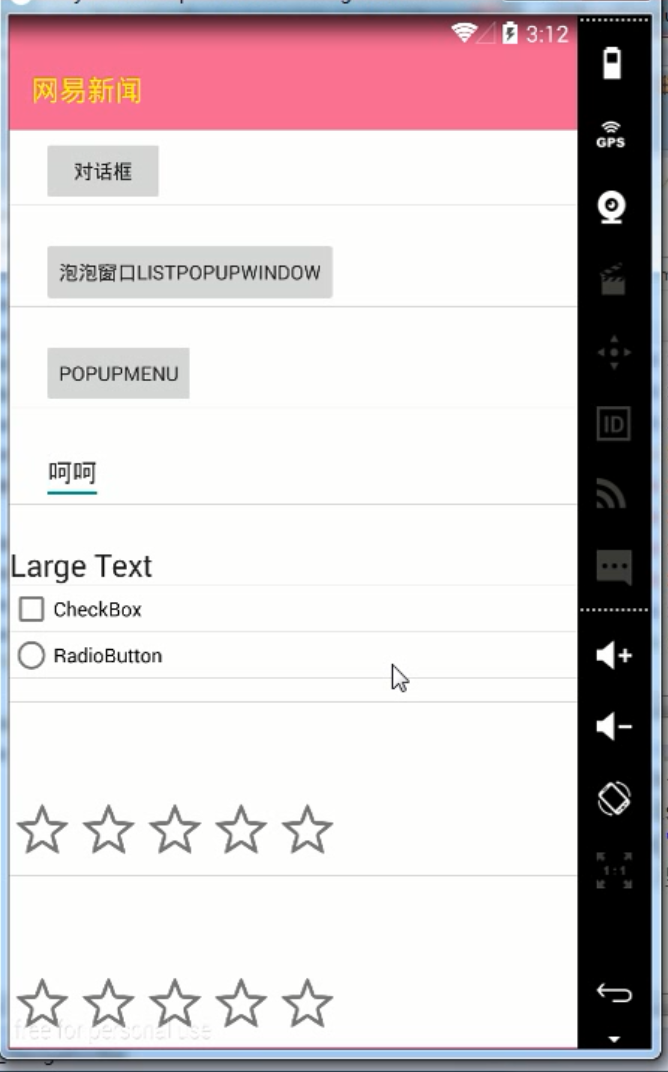 3:12
网易新闻
GPS
对话框
泡泡窗口LISTPOPUPWINDOW
POPUPMENU
ID
呵呵
Large Text
CheckBox
RadioButton
1:1
free for personal use